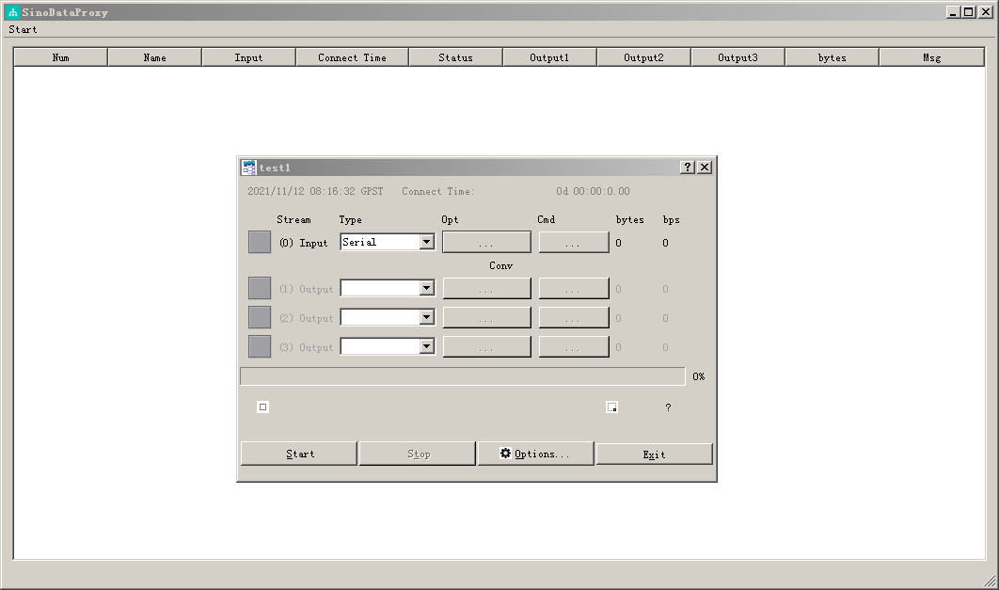 SinoDataProxy
Start
Num Name Input Connect Time Status Output1 Output2 Output3 bytes Msg
test1
2021/11/12 08:16:32 GPST Connect Time: 0d 00:00:0.00
Stream Type Opt Cmd bytes bps
(0) Input Serial ... ... 0 0
Conv
(1) Output ... ... 0 0
(2) Output ... ... 0 0
(3) Output ... ... 0 0
0%
?
Start Stop Options... Exit